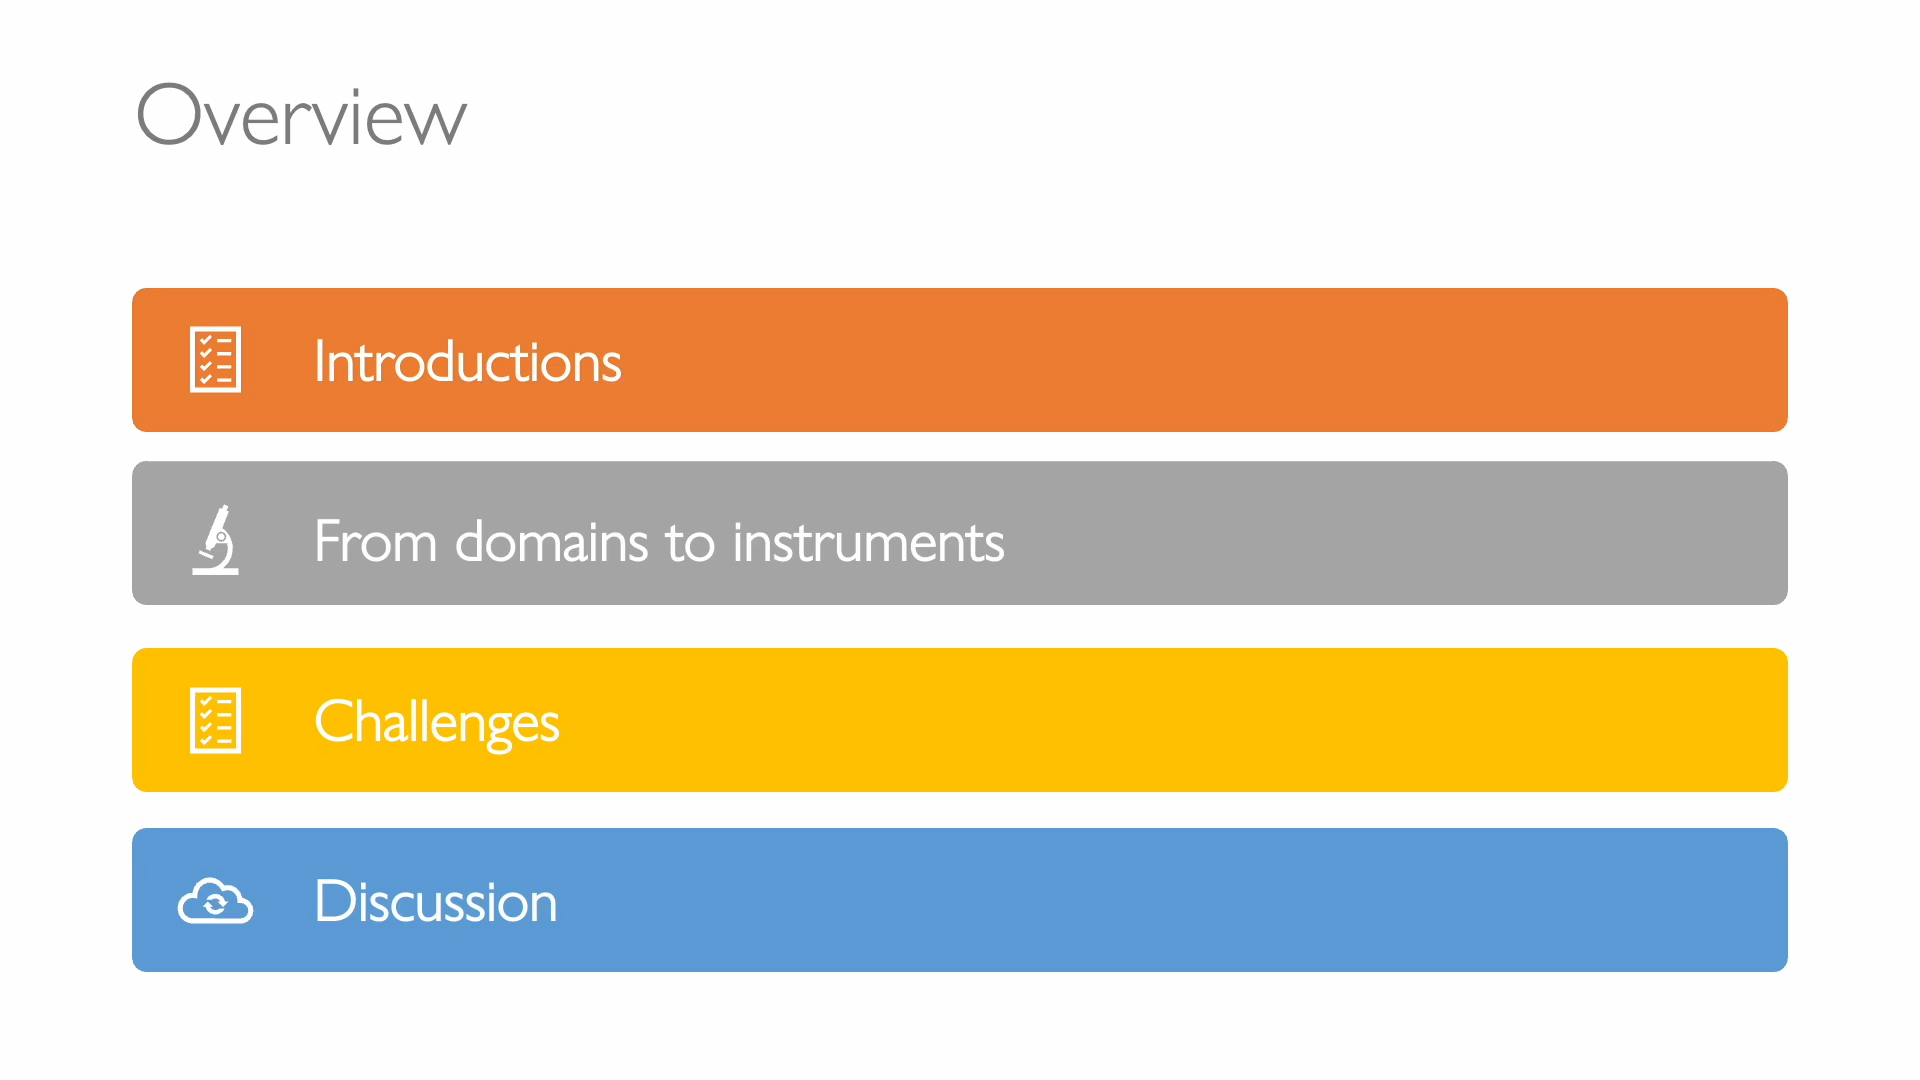 Overview
Introductions
From domains to instruments
Challenges
Discussion